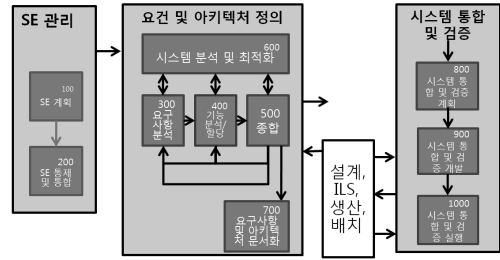 SE 관리
100
SE 계획
200
SE 통제
및 통합
요건 및 아키텍처 정의
600
시스템 분석 및 최적화
300
요구
사항
분석
400
기능
분석/
할당
500
종합
700
요구사항
및 아키텍
처 문서화
설계,
ILS,
생산,
배치
시스템 통합
및 검증
800
시스템 통
합 및 검증
계획
900
시스템 통
합 및 검
증 개발
1000
시스템 통
합 및 검
증 실행